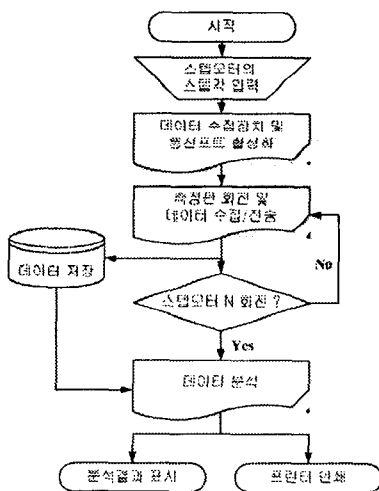 시작
스텝모터의
스텝각 입력
데이터 수집장치 및
통신포트 활성화
측정판 회전 및
데이터 수집/전송
데이터 저장
No
스텝모터 N 회전 ?
Yes
데이터 분석
분석결과 표시
프린터 인쇄